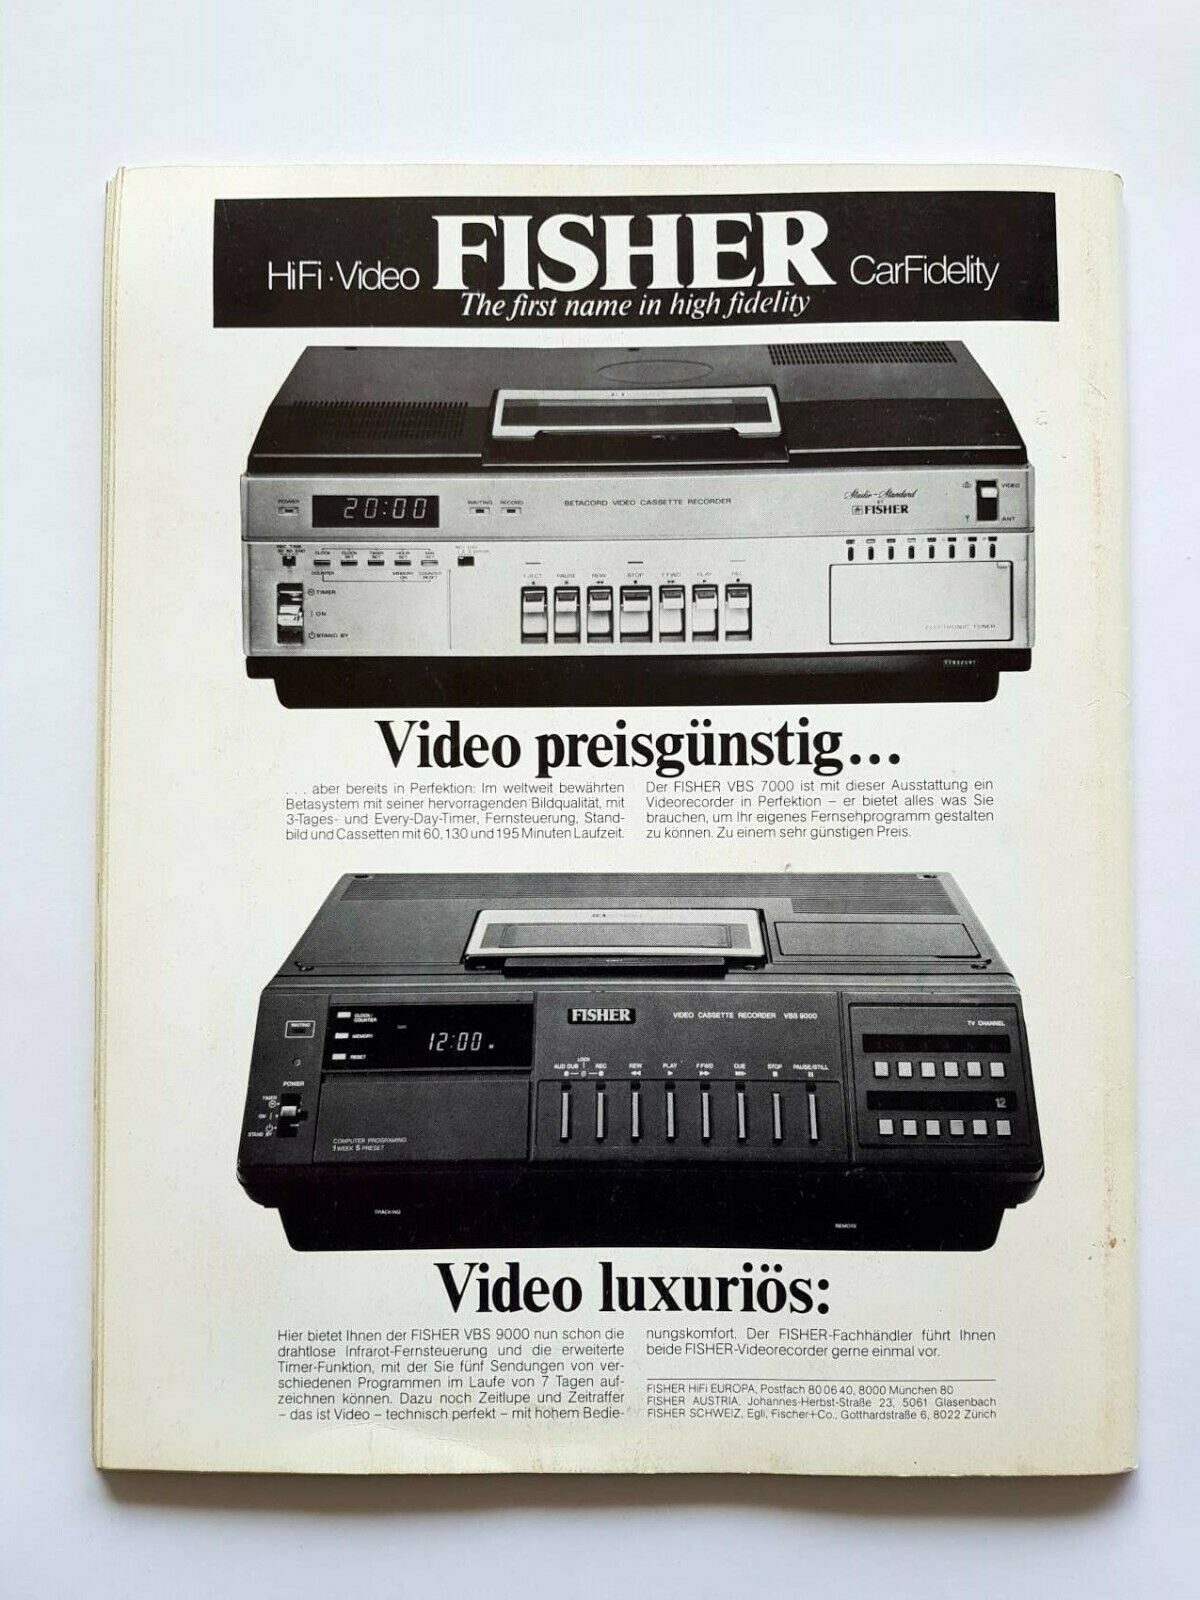 HiFi · Video FISHER CarFidelity
The first name in high fidelity
POWER
20:00
WAITING RECORD
BETACORD VIDEO CASSETTE RECORDER
Studio-Standard
BY
FISHER
VIDEO
ANT
CLOCK
COUNTER
TIMER
ON
STAND BY
EJECT PAUSE REW STOP F FWD PLAY REC
ELECTRONIC TUNER
Video preisgünstig...
. . . aber bereits in Perfektion: Im weltweit bewährten
Betasystem mit seiner hervorragenden Bildqualität, mit
3-Tages- und Every-Day-Timer, Fernsteuerung, Stand-
bild und Cassetten mit 60, 130 und 195 Minuten Laufzeit.
Der FISHER VBS 7000 ist mit dieser Ausstattung ein
Videorecorder in Perfektion – er bietet alles was Sie
brauchen, um Ihr eigenes Fernsehprogramm gestalten
zu können. Zu einem sehr günstigen Preis.
WAITING
CLOCK/
COUNTER
MEMORY
RESET
12:00
FISHER
VIDEO CASSETTE RECORDER VBS 9000
TV CHANNEL
POWER
TIMER
ON
STAND BY
LOCK
AUD DUB REC REW PLAY F FWD CUE STOP PAUSE/STILL
12
COMPUTER PROGRAMING
1 WEEK 5 PRESET
TRACKING
REMOTE
Video luxuriös:
Hier bietet Ihnen der FISHER VBS 9000 nun schon die
drahtlose Infrarot-Fernsteuerung und die erweiterte
Timer-Funktion, mit der Sie fünf Sendungen von ver-
schiedenen Programmen im Laufe von 7 Tagen auf-
zeichnen können. Dazu noch Zeitlupe und Zeitraffer
– das ist Video – technisch perfekt – mit hohem Bedie-
nungskomfort. Der FISHER-Fachhändler führt Ihnen
beide FISHER-Videorecorder gerne einmal vor.
FISHER HiFi EUROPA, Postfach 80 06 40, 8000 München 80
FISHER AUSTRIA, Johannes-Herbst-Straße 23, 5061 Glasenbach
FISHER SCHWEIZ, Egli, Fischer+Co., Gotthardstraße 6, 8022 Zürich